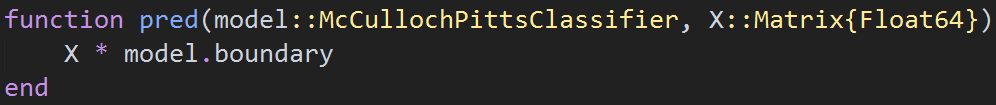 function pred(model::McCullochPittsClassifier, X::Matrix{Float64})
    X * model.boundary
end